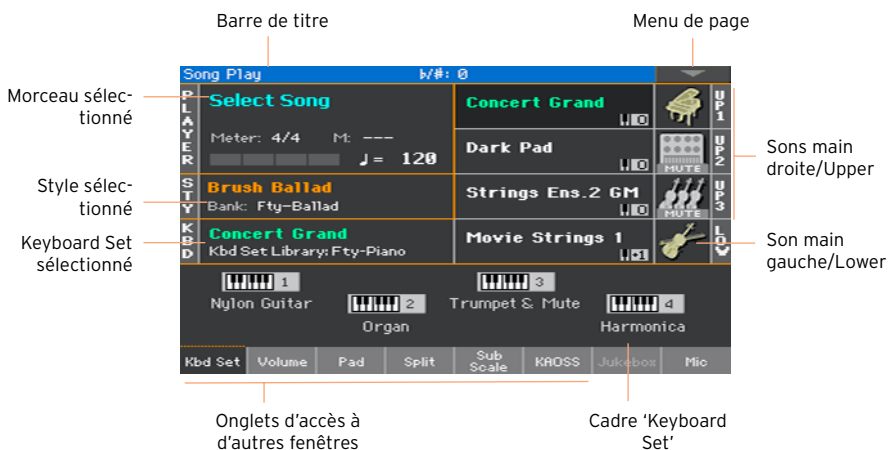 Barre de titre
Menu de page
Song Play
♭/#: 0
Morceau sélec-
tionné
PLAYER
Select Song
Meter: 4/4 M: ---
♩= 120
Concert Grand
0
UP1
Dark Pad
0
MUTE
UP2
Strings Ens.2 GM
0
MUTE
UP3
Sons main
droite/Upper
Style sélec-
tionné
STY
Brush Ballad
Bank: Fty-Ballad
Keyboard Set
sélectionné
KBD
Concert Grand
Kbd Set Library: Fty-Piano
Movie Strings 1
+1
LOW
Son main
gauche/Lower
1
Nylon Guitar
2
Organ
3
Trumpet & Mute
4
Harmonica
Kbd Set Volume Pad Split Sub Scale KAOSS Jukebox Mic
Onglets d'accès à
d'autres fenêtres
Cadre 'Keyboard
Set'